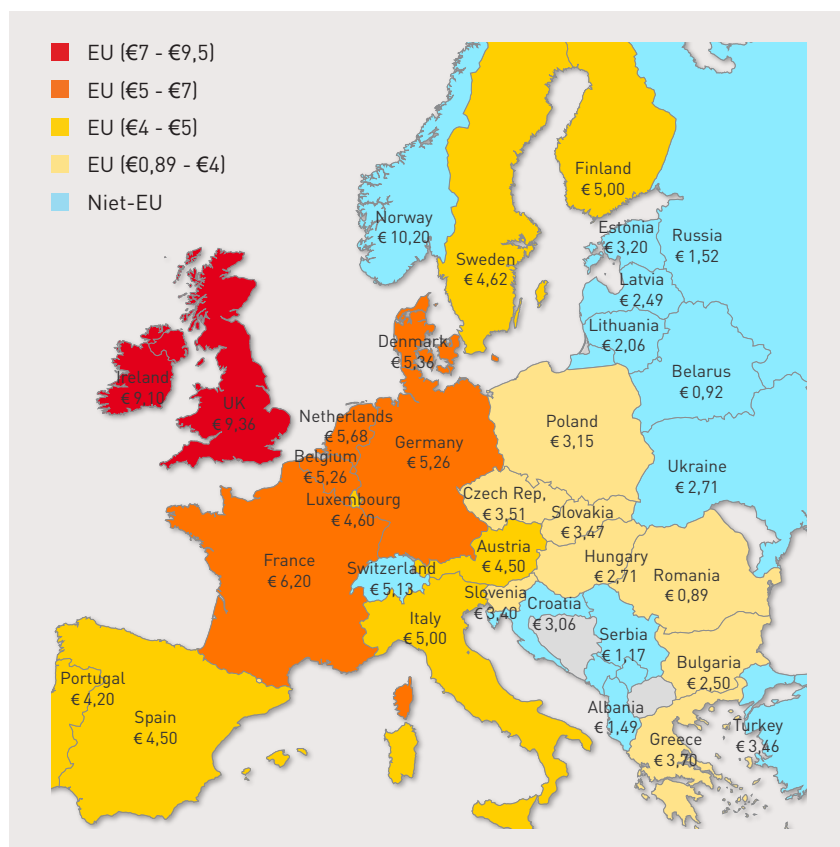 EU (€7 - €9,5)
EU (€5 - €7)
EU (€4 - €5)
EU (€0,89 - €4)
Niet-EU
Finland
€ 5,00
Norway
€ 10,20
Sweden
€ 4,62
Estonia
€ 3,20
Russia
€ 1,52
Latvia
€ 2,49
Lithuania
€ 2,06
Belarus
€ 0,92
Denmark
€ 5,36
Ireland
€ 9,10
UK
€ 9,36
Netherlands
€ 5,68
Germany
€ 5,26
Poland
€ 3,15
Belgium
€ 5,26
Ukraine
€ 2,71
Luxembourg
€ 4,60
Czech Rep,
€ 3,51
Slovakia
€ 3,47
Austria
€ 4,50
Hungary
€ 2,71
France
€ 6,20
Switzerland
€ 5,13
Romania
€ 0,89
Slovenia
€ 3,40
Croatia
€ 3,06
Italy
€ 5,00
Serbia
€ 1,17
Bulgaria
€ 2,50
Portugal
€ 4,20
Spain
€ 4,50
Albania
€ 1,49
Greece
€ 3,70
Turkey
€ 3,46